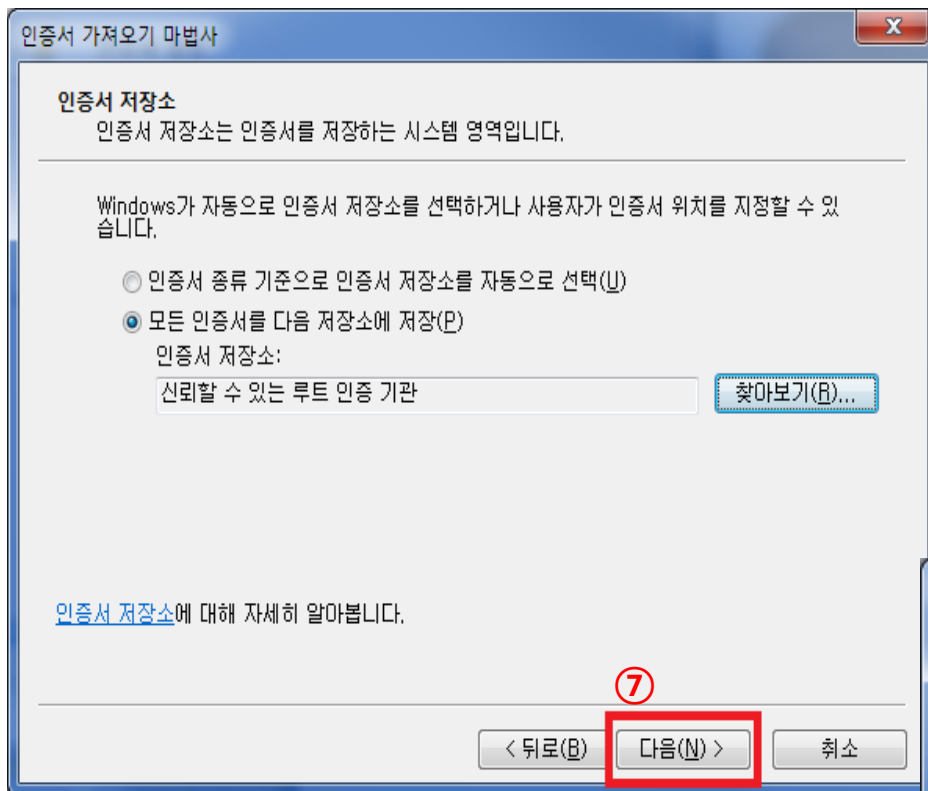 인증서 가져오기 마법사
X
인증서 저장소
인증서 저장소는 인증서를 저장하는 시스템 영역입니다.
Windows가 자동으로 인증서 저장소를 선택하거나 사용자가 인증서 위치를 지정할 수 있
습니다.
인증서 종류 기준으로 인증서 저장소를 자동으로 선택(U)
모든 인증서를 다음 저장소에 저장(P)
인증서 저장소:
신뢰할 수 있는 루트 인증 기관
찾아보기(R)...
인증서 저장소에 대해 자세히 알아봅니다.
⑦
< 뒤로(B)
다음(N) >
취소